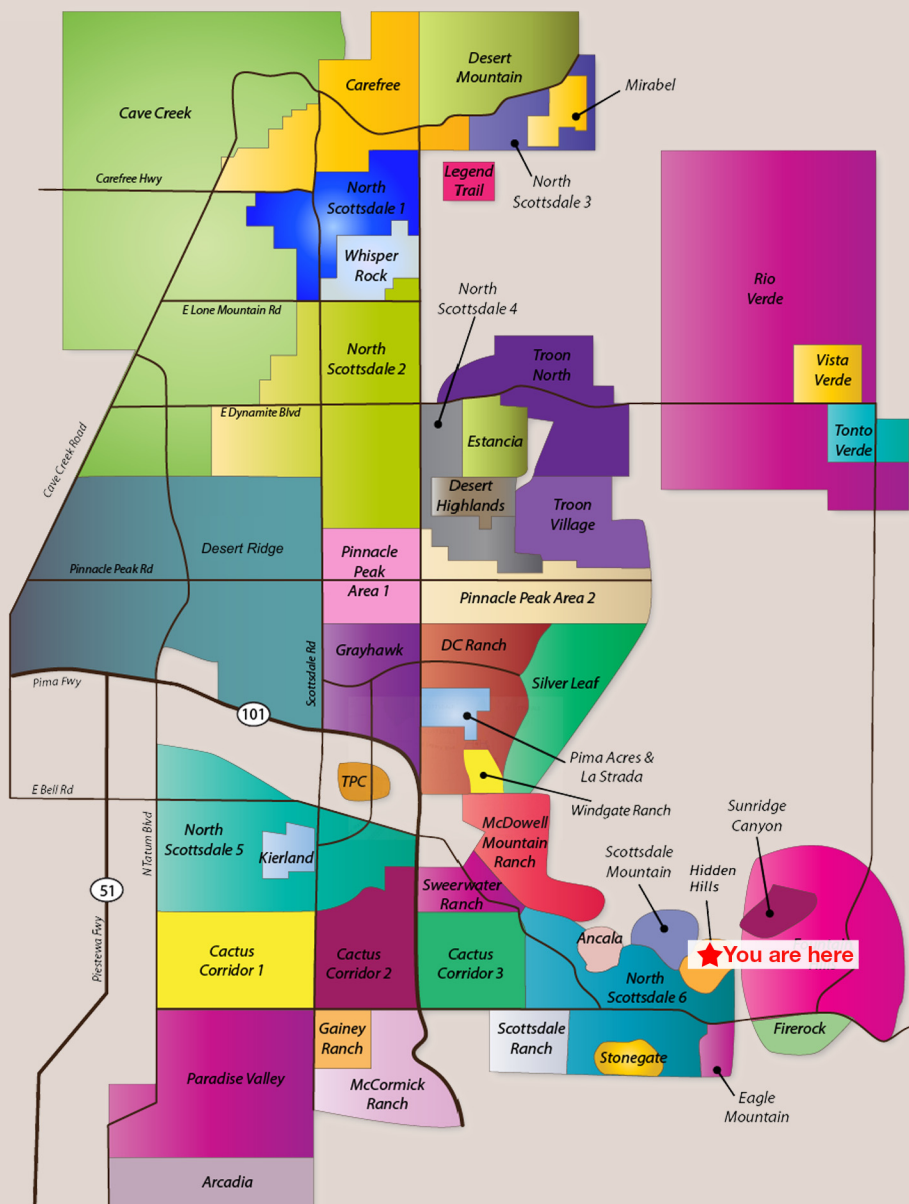 Desert
Mountain
Carefree
Mirabel
Cave Creek
Legend
Trail
Carefree Hwy
North
Scottsdale 3
North
Scottsdale 1
Whisper
Rock
Rio
Verde
North
Scottsdale 4
E Lone Mountain Rd
North
Scottsdale 2
Troon
North
Vista
Verde
E Dynamite Blvd
Tonto
Verde
Estancia
Cave Creek Road
Desert
Highlands
Troon
Village
Desert Ridge
Pinnacle
Peak
Area 1
Pinnacle Peak Rd
Pinnacle Peak Area 2
Scottsdale Rd
Grayhawk
DC Ranch
Silver Leaf
Pima Fwy
101
Pima Acres &
La Strada
TPC
E Bell Rd
Windgate Ranch
Sunridge
Canyon
N Tatum Blvd
North
Scottsdale 5
Kierland
McDowell
Mountain
Ranch
Scottsdale
Mountain
Hidden
Hills
51
Sweerwater
Ranch
Piestewa Fwy
Cactus
Corridor 1
Cactus
Corridor 2
Cactus
Corridor 3
Ancala
You are here
North
Scottsdale 6
Gainey
Ranch
Scottsdale
Ranch
Firerock
Stonegate
Paradise Valley
McCormick
Ranch
Eagle
Mountain
Arcadia